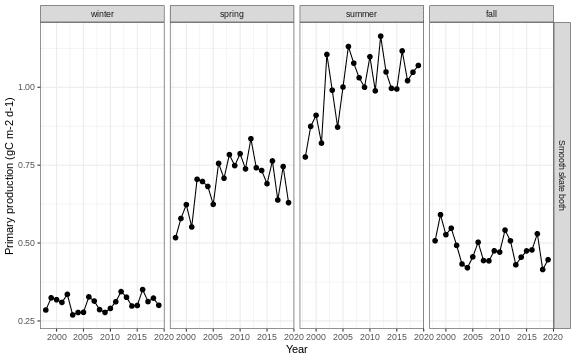 winter spring summer fall
Primary production (gC m-2 d-1)
1.00
0.75
0.50
0.25
Smooth skate both
2000 2005 2010 2015 2020 2000 2005 2010 2015 2020 2000 2005 2010 2015 2020 2000 2005 2010 2015 2020
Year